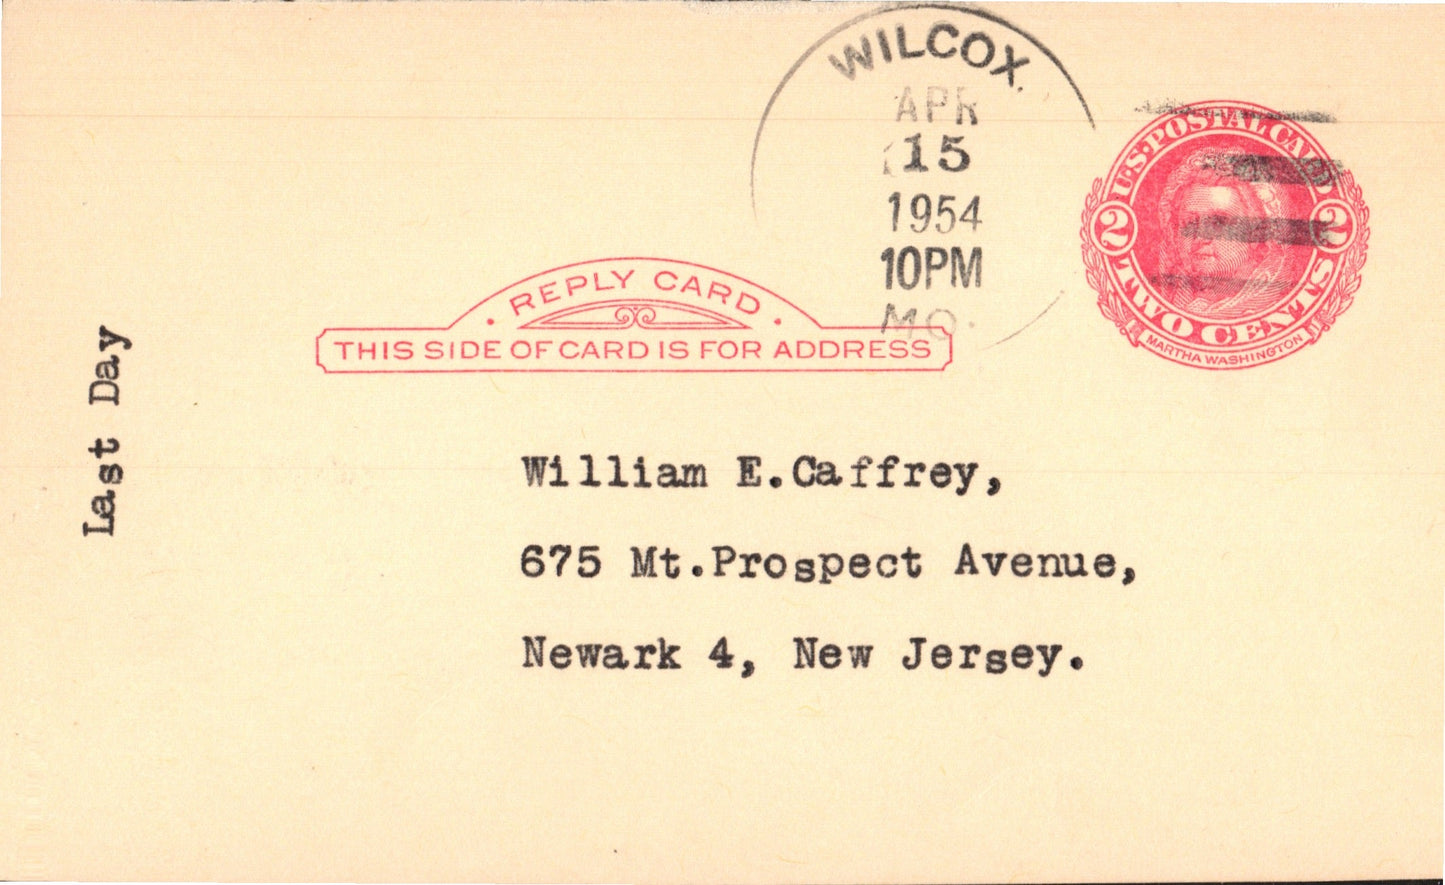 WILCOX.
APR
15
1954
10PM
MO.
U.S. POSTAL CARD
2 2
TWO CENTS
MARTHA WASHINGTON
· REPLY CARD ·
THIS SIDE OF CARD IS FOR ADDRESS
Last Day
William E.Caffrey,
675 Mt.Prospect Avenue,
Newark 4, New Jersey.